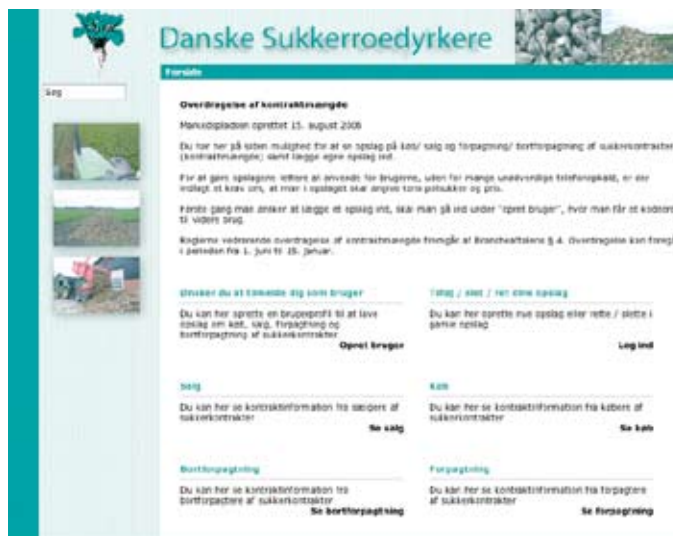 Danske Sukkerroedyrkere
Forside
Søg
Overdragelse af kontraktmængde
Markedspladsen oprettet 15. august 2006
Du har her på siden mulighed for at se opslag på køb/ salg og forpagtning/ bortforpagtning af sukkerkontrakter
(kontraktmængde) samt lægge egne opslag ind.
For at gøre opslagene lettere at anvende for brugerne, uden for mange unødvendige telefonopkald, er der
indlagt et krav om, at man i opslaget skal angive tons polsukker og pris.
Første gang man ønsker at lægge et opslag ind, skal man gå ind under "opret bruger", hvor man får et kodeord
til videre brug.
Reglerne vedrørende overdragelse af kontraktmængde fremgår af Brancheaftalens § 4. Overdragelse kan foregå
i perioden fra 1. juni til 15. januar.
Ønsker du at tilmelde dig som bruger
Tilføj / slet / ret dine opslag
Du kan her oprette en brugerprofil til at lave
opslag om køb, salg, forpagtning og
bortforpagtning af sukkerkontrakter
Opret bruger
Du kan her oprette nye opslag eller rette / slette i
gamle opslag
Log ind
Salg
Køb
Du kan her se kontraktinformation fra sælgere af
sukkerkontrakter
Se salg
Du kan her se kontraktinformation fra købere af
sukkerkontrakter
Se køb
Bortforpagtning
Forpagtning
Du kan her se kontraktinformation fra
bortforpagtere af sukkerkontrakter
Se bortforpagtning
Du kan her se kontraktinformation fra forpagtere
af sukkerkontrakter
Se forpagtning